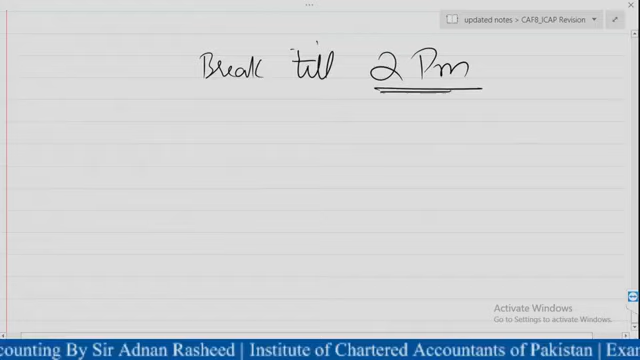 updated notes > CAF8_ICAP Revision
Break till 2 Pm
Activate Windows
Go to Settings to activate Windows.
counting By Sir Adnan Rasheed | Institute of Chartered Accountants of Pakistan | Exa